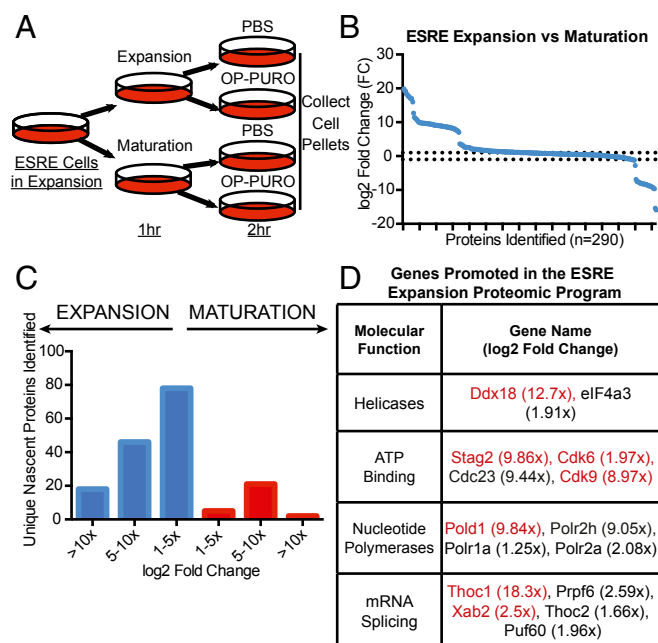 A
Expansion
PBS
OP-PURO
Maturation
PBS
OP-PURO
Collect
Cell
Pellets
ESRE Cells
in Expansion
1hr
2hr
B
ESRE Expansion vs Maturation
log2 Fold Change (FC)
30
20
10
0
-10
-20
Proteins Identified (n=290)
C
EXPANSION
MATURATION
Unique Nascent Proteins Identified
100
80
60
40
20
0
>10x
5-10x
1-5x
1-5x
5-10x
>10x
log2 Fold Change
D
Genes Promoted in the ESRE
Expansion Proteomic Program
Molecular
Function
Gene Name
(log2 Fold Change)
Helicases
Ddx18 (12.7x), eIF4a3
(1.91x)
ATP
Binding
Stag2 (9.86x), Cdk6 (1.97x)
Cdc23 (9.44x), Cdk9 (8.97x)
Nucleotide
Polymerases
Pold1 (9.84x), Polr2h (9.05x),
Polr1a (1.25x), Polr2a (2.08x)
mRNA
Splicing
Thoc1 (18.3x), Prpf6 (2.59x),
Xab2 (2.5x), Thoc2 (1.66x),
Puf60 (1.96x)